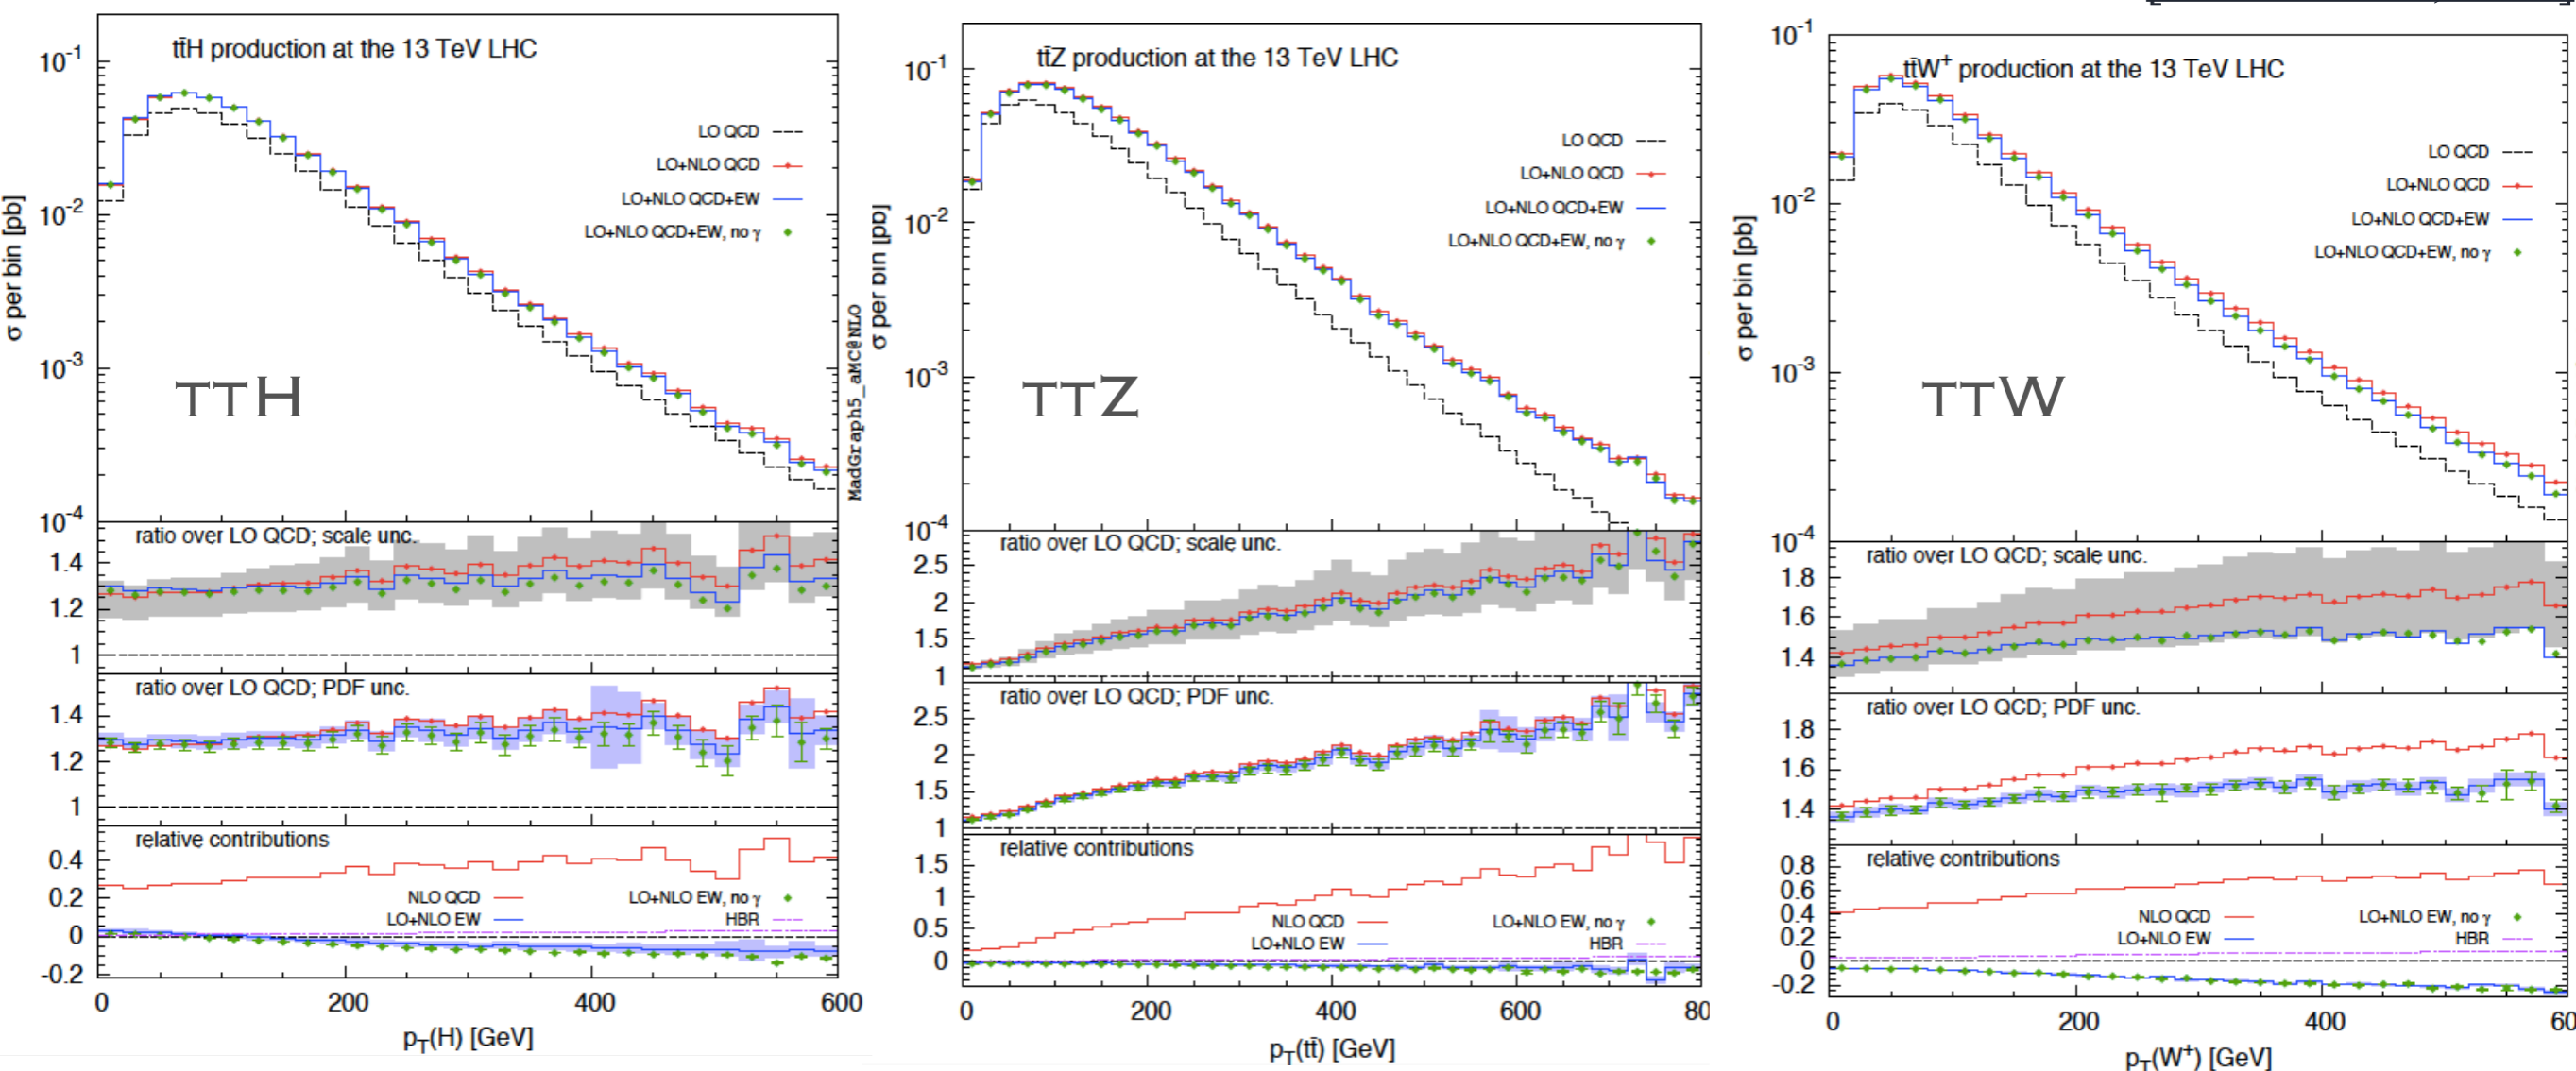 tt̄H production at the 13 TeV LHC
10⁻¹
10⁻²
10⁻³
10⁻⁴
σ per bin [pb]
LO QCD
LO+NLO QCD
LO+NLO QCD+EW
LO+NLO QCD+EW, no γ
TTH
MadGraph5_aMC@NLO
ratio over LO QCD; scale unc.
1.4
1.2
1
ratio over LO QCD; PDF unc.
1.4
1.2
1
relative contributions
0.4
0.2
0
-0.2
NLO QCD
LO+NLO EW
LO+NLO EW, no γ
HBR
0 200 400 600
p_T(H) [GeV]
tt̄Z production at the 13 TeV LHC
10⁻¹
10⁻²
10⁻³
10⁻⁴
σ per bin [pb]
LO QCD
LO+NLO QCD
LO+NLO QCD+EW
LO+NLO QCD+EW, no γ
TTZ
ratio over LO QCD; scale unc.
2.5
2
1.5
1
ratio over LO QCD; PDF unc.
2.5
2
1.5
1
relative contributions
1.5
1
0.5
0
NLO QCD
LO+NLO EW
LO+NLO EW, no γ
HBR
0 200 400 600 80
p_T(tt̄) [GeV]
tt̄W⁺ production at the 13 TeV LHC
10⁻¹
10⁻²
10⁻³
10⁻⁴
σ per bin [pb]
LO QCD
LO+NLO QCD
LO+NLO QCD+EW
LO+NLO QCD+EW, no γ
TTW
ratio over LO QCD; scale unc.
1.8
1.6
1.4
ratio over LO QCD; PDF unc.
1.8
1.6
1.4
relative contributions
0.8
0.6
0.4
0.2
0
-0.2
NLO QCD
LO+NLO EW
LO+NLO EW, no γ
HBR
0 200 400 60
p_T(W⁺) [GeV]